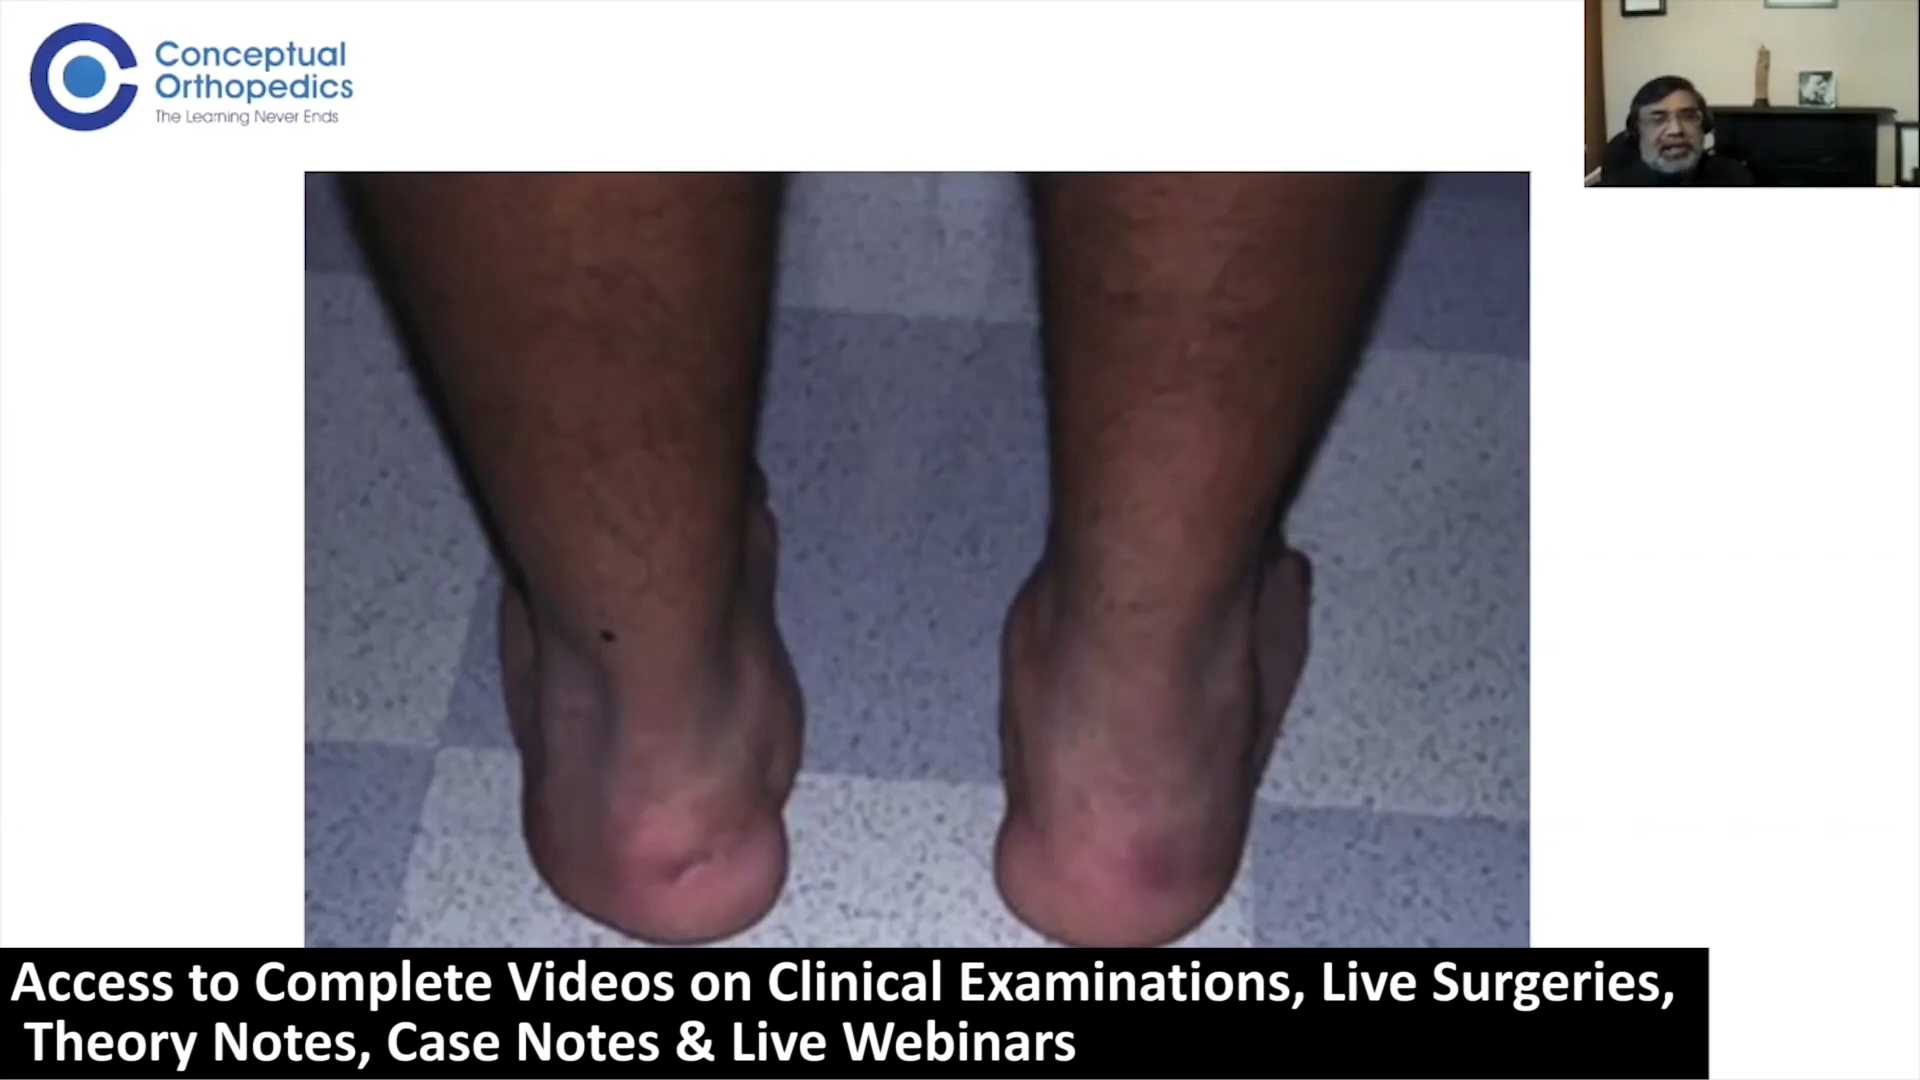 Conceptual
Orthopedics
The Learning Never Ends
Access to Complete Videos on Clinical Examinations, Live Surgeries,
Theory Notes, Case Notes & Live Webinars